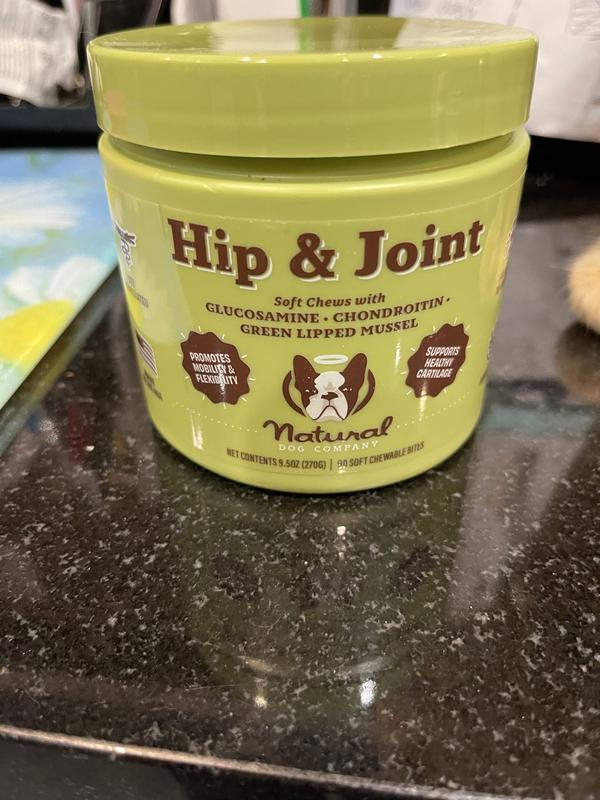 Hip & Joint
Soft Chews with
GLUCOSAMINE • CHONDROITIN •
GREEN LIPPED MUSSEL
PROMOTES
MOBILITY &
FLEXIBILITY
SUPPORTS
HEALTHY
CARTILAGE
Natural
DOG COMPANY
NET CONTENTS 9.5OZ (270G) | 90 SOFT CHEWABLE BITES